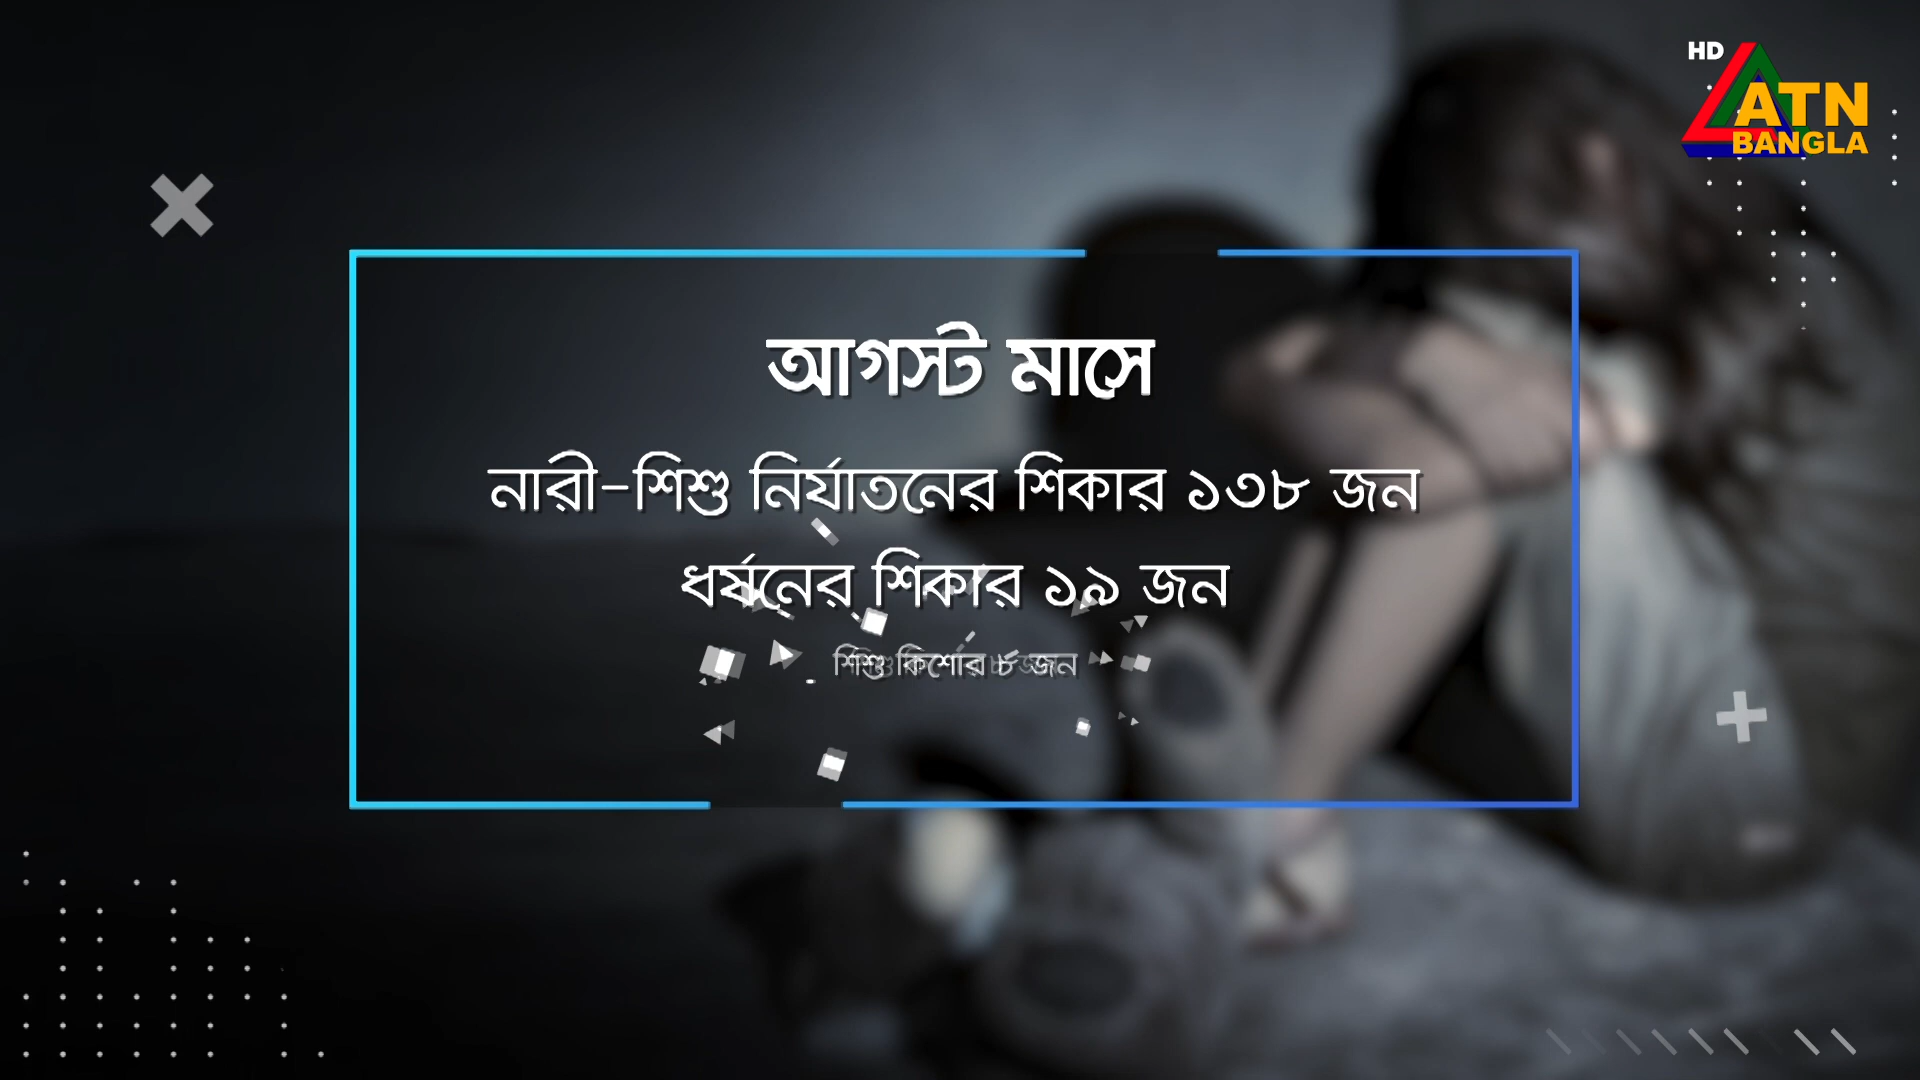 HD
ATN
BANGLA
আগস্ট মাসে
নারী-শিশু নির্যাতনের শিকার ১৩৮ জন
ধর্ষনের শিকার ১৯ জন
শিশু কিশোর ৮ জন